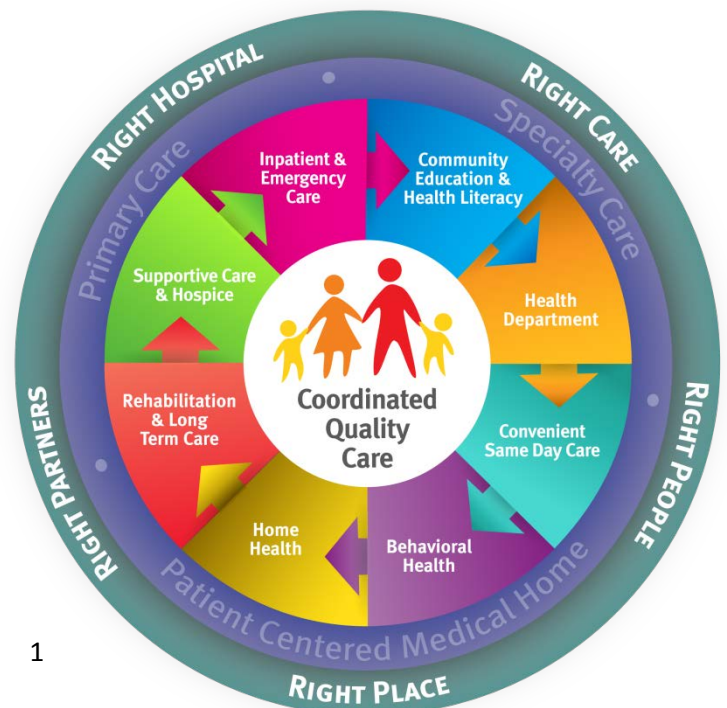 RIGHT HOSPITAL
RIGHT CARE
RIGHT PEOPLE
RIGHT PLACE
RIGHT PARTNERS
Primary Care
Specialty Care
Patient Centered Medical Home
Inpatient &
Emergency
Care
Community
Education &
Health Literacy
Health
Department
Convenient
Same Day Care
Behavioral
Health
Home
Health
Rehabilitation
& Long
Term Care
Supportive Care
& Hospice
Coordinated
Quality
Care
1